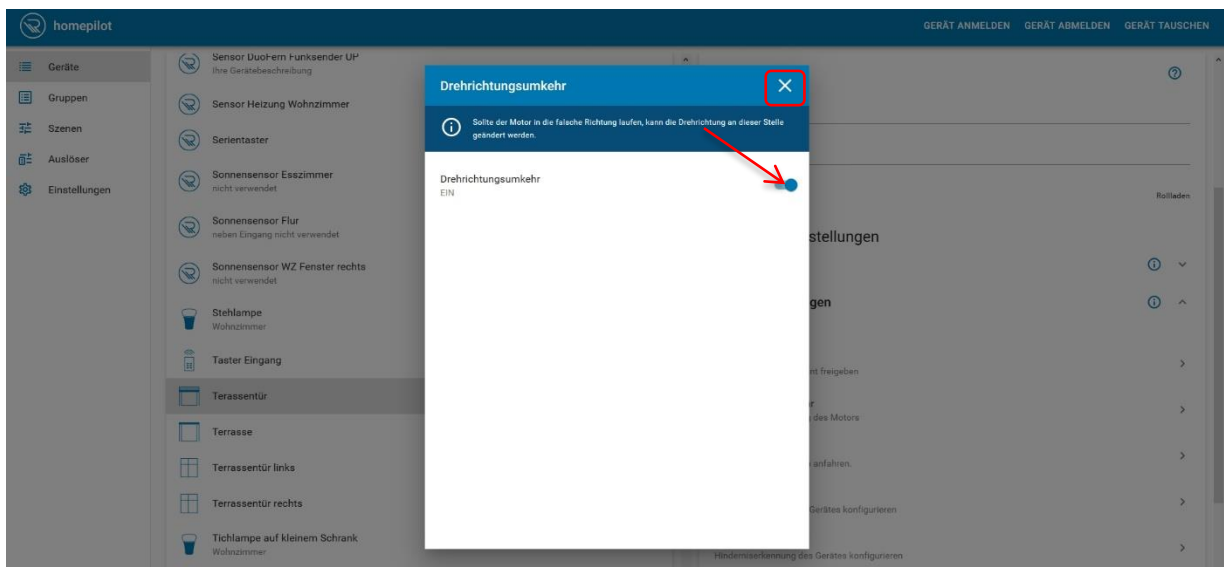 homepilot
GERÄT ANMELDEN GERÄT ABMELDEN GERÄT TAUSCHEN
Geräte
Gruppen
Szenen
Auslöser
Einstellungen
Sensor DuoFern Funksender UP
Ihre Gerätebeschreibung
Sensor Heizung Wohnzimmer
Serientaster
Sonnensensor Esszimmer
nicht verwendet
Sonnensensor Flur
neben Eingang nicht verwendet
Sonnensensor WZ Fenster rechts
nicht verwendet
Stehlampe
Wohnzimmer
Taster Eingang
Terassentür
Terrasse
Terrassentür links
Terrassentür rechts
Tichlampe auf kleinem Schrank
Wohnzimmer
Drehrichtungsumkehr
Sollte der Motor in die falsche Richtung laufen, kann die Drehrichtung an dieser Stelle
geändert werden.
Drehrichtungsumkehr
EIN
Rollladen
stellungen
gen
nt freigeben
r
des Motors
anfahren.
Gerätes konfigurieren
Hinderniserkennung des Gerätes konfigurieren